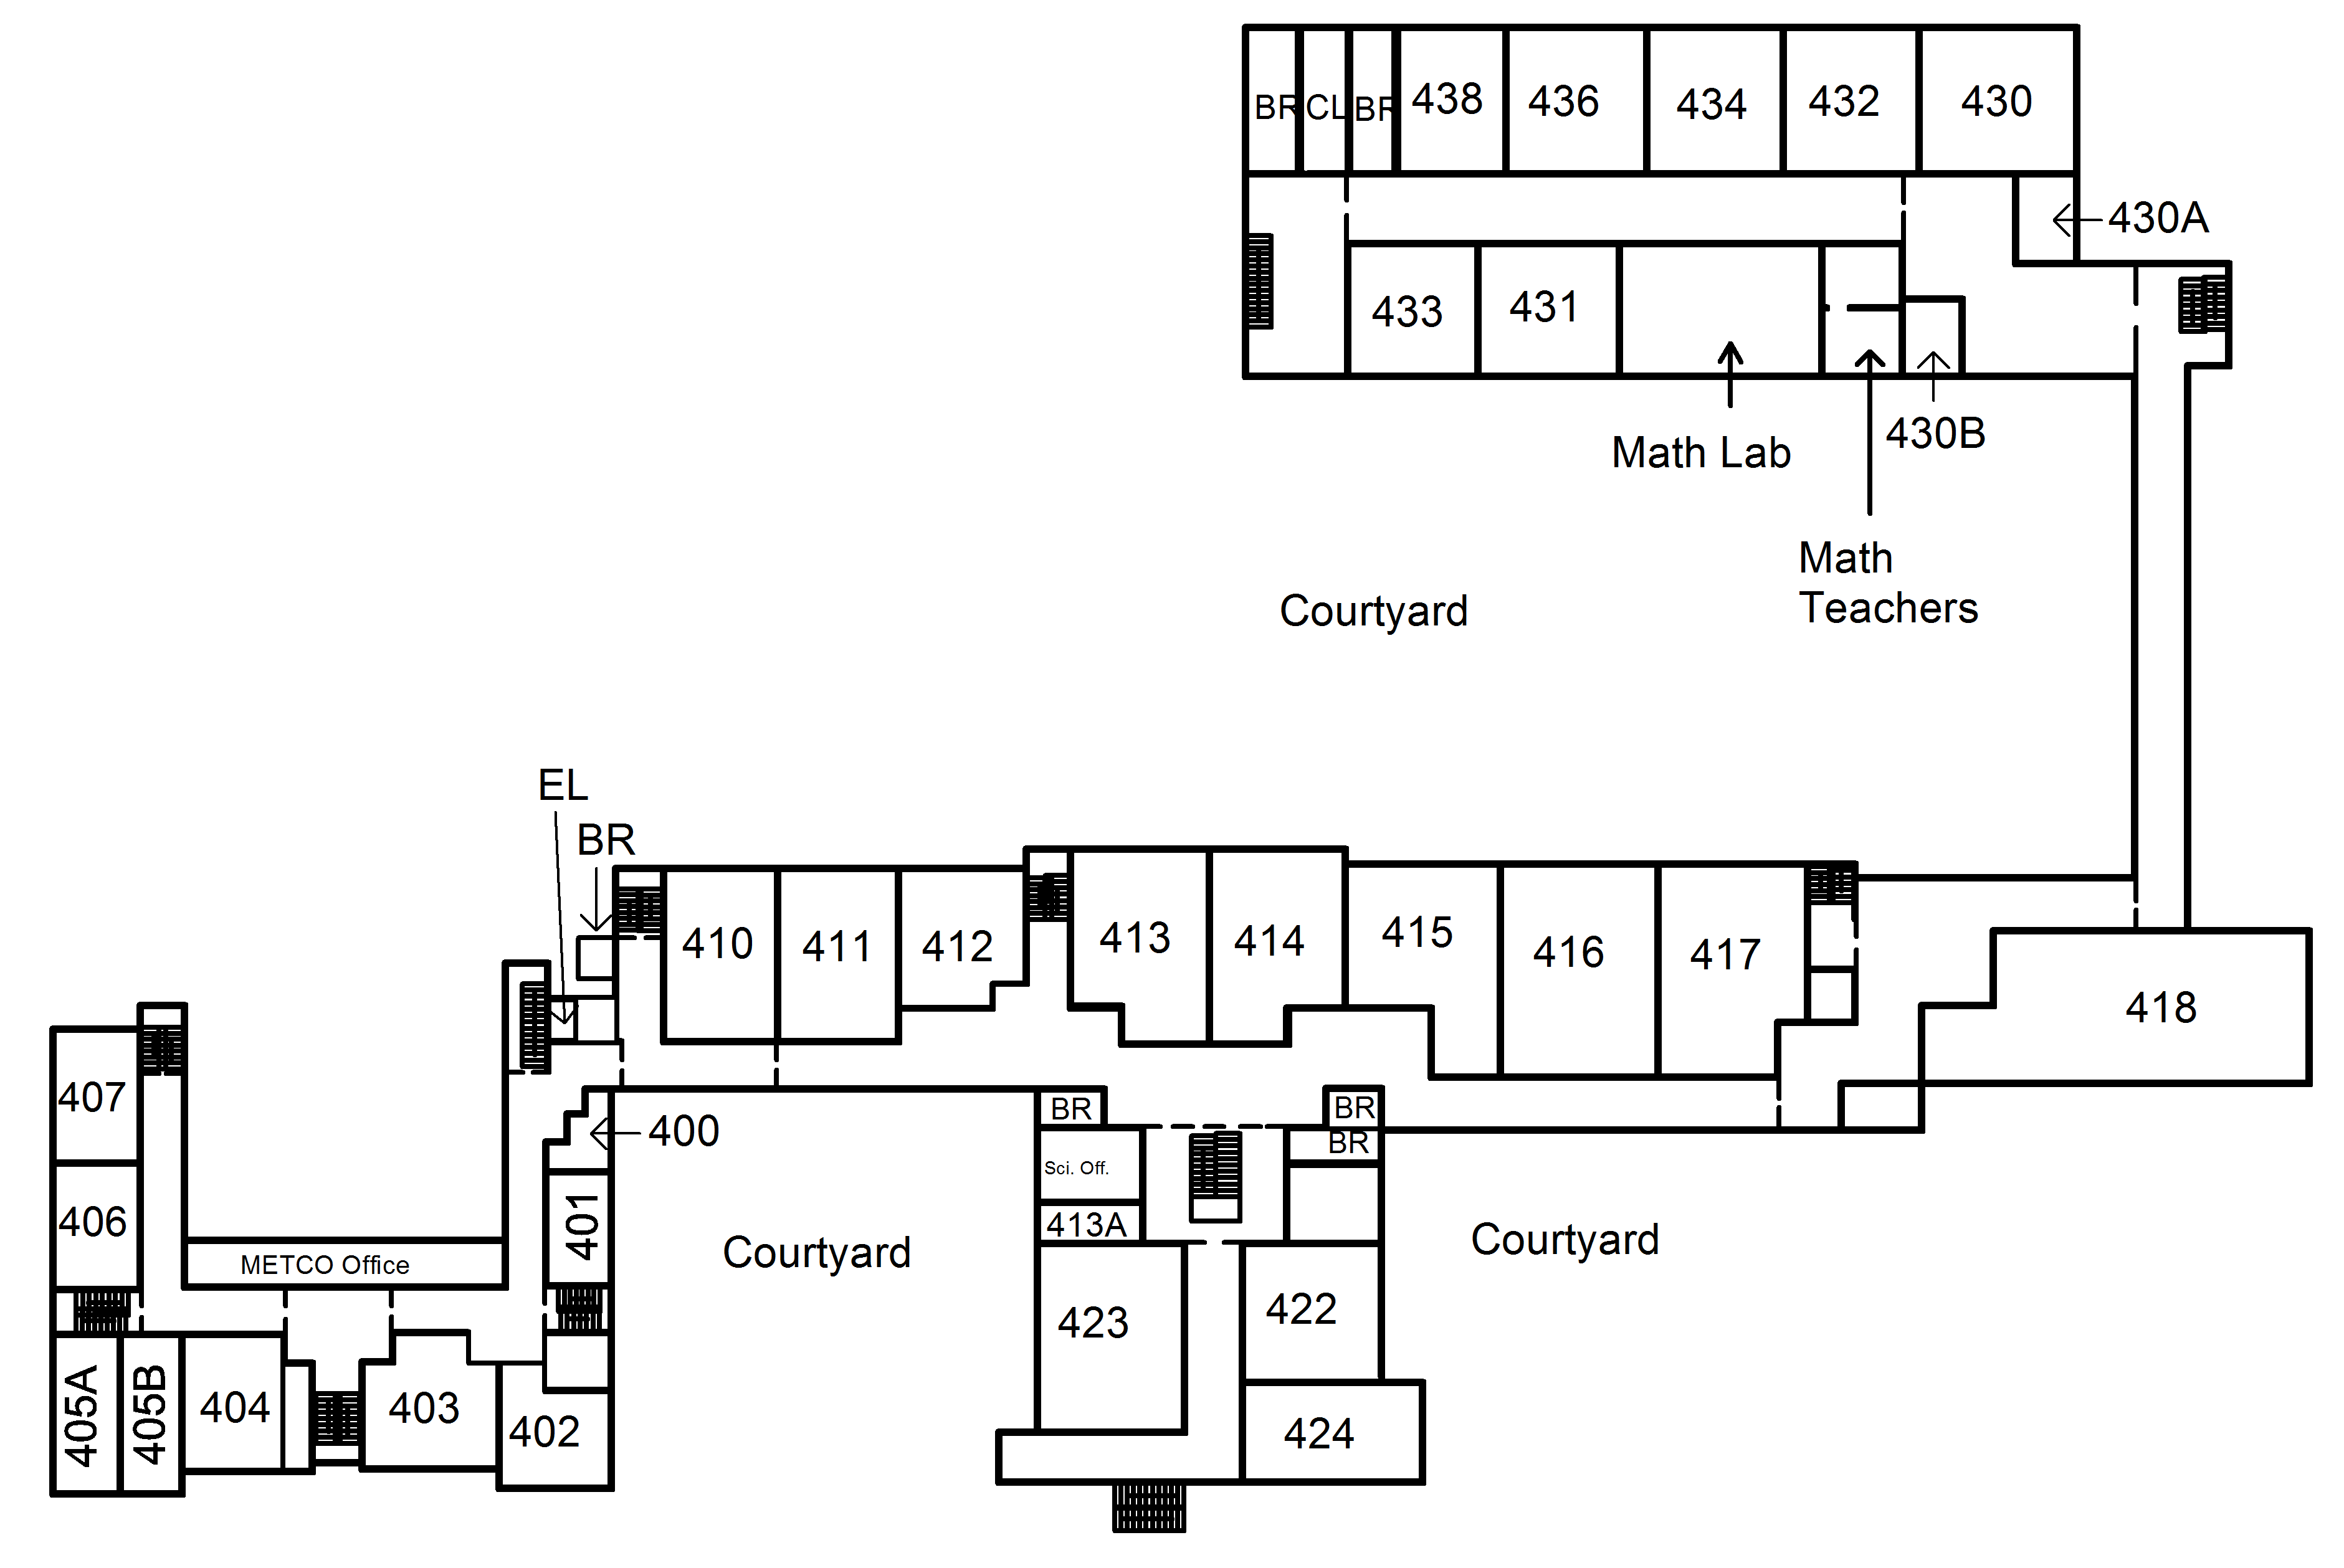 BR CL BR 438 436 434 432 430
430A
433 431
430B
Math Lab
Math
Teachers
Courtyard
EL
BR
410 411 412 413 414 415 416 417
418
407
400
BR
BR
BR
Sci. Off.
406
401
413A
Courtyard
Courtyard
METCO Office
423
422
405A
405B
404
403
402
424